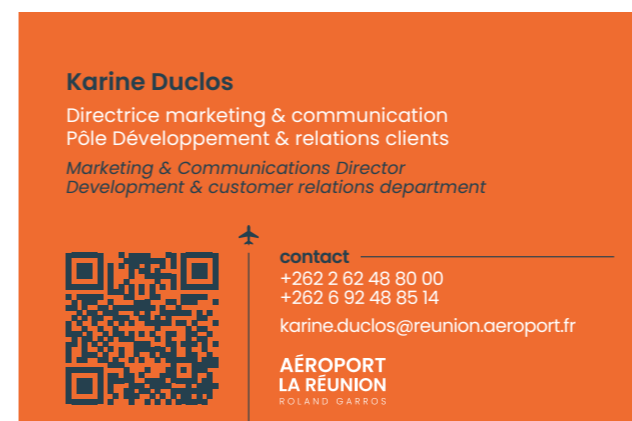 Karine Duclos
Directrice marketing & communication
Pôle Développement & relations clients
Marketing & Communications Director
Development & customer relations department
contact
+262 2 62 48 80 00
+262 6 92 48 85 14
karine.duclos@reunion.aeroport.fr
AÉROPORT
LA RÉUNION
ROLAND GARROS